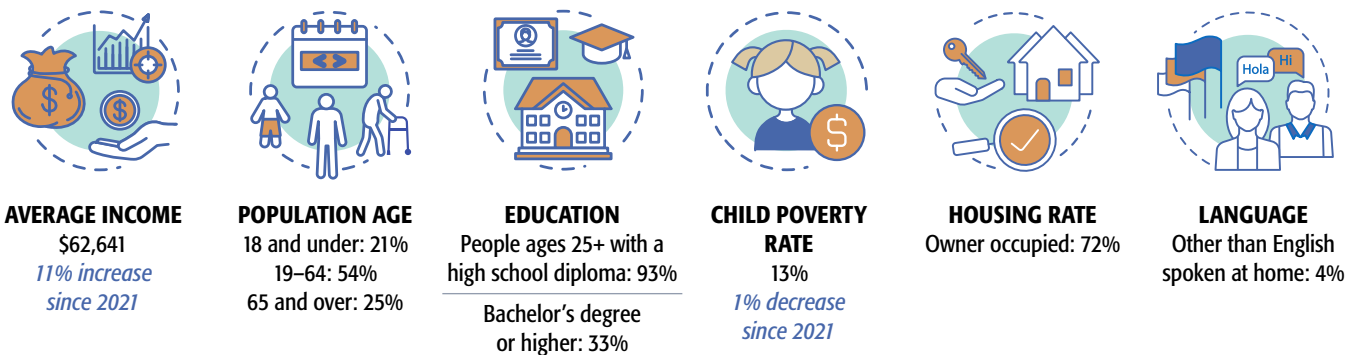 Hola
Hi
AVERAGE INCOME
$62,641
11% increase
since 2021
POPULATION AGE
18 and under: 21%
19–64: 54%
65 and over: 25%
EDUCATION
People ages 25+ with a
high school diploma: 93%
Bachelor’s degree
or higher: 33%
CHILD POVERTY
RATE
13%
1% decrease
since 2021
HOUSING RATE
Owner occupied: 72%
LANGUAGE
Other than English
spoken at home: 4%